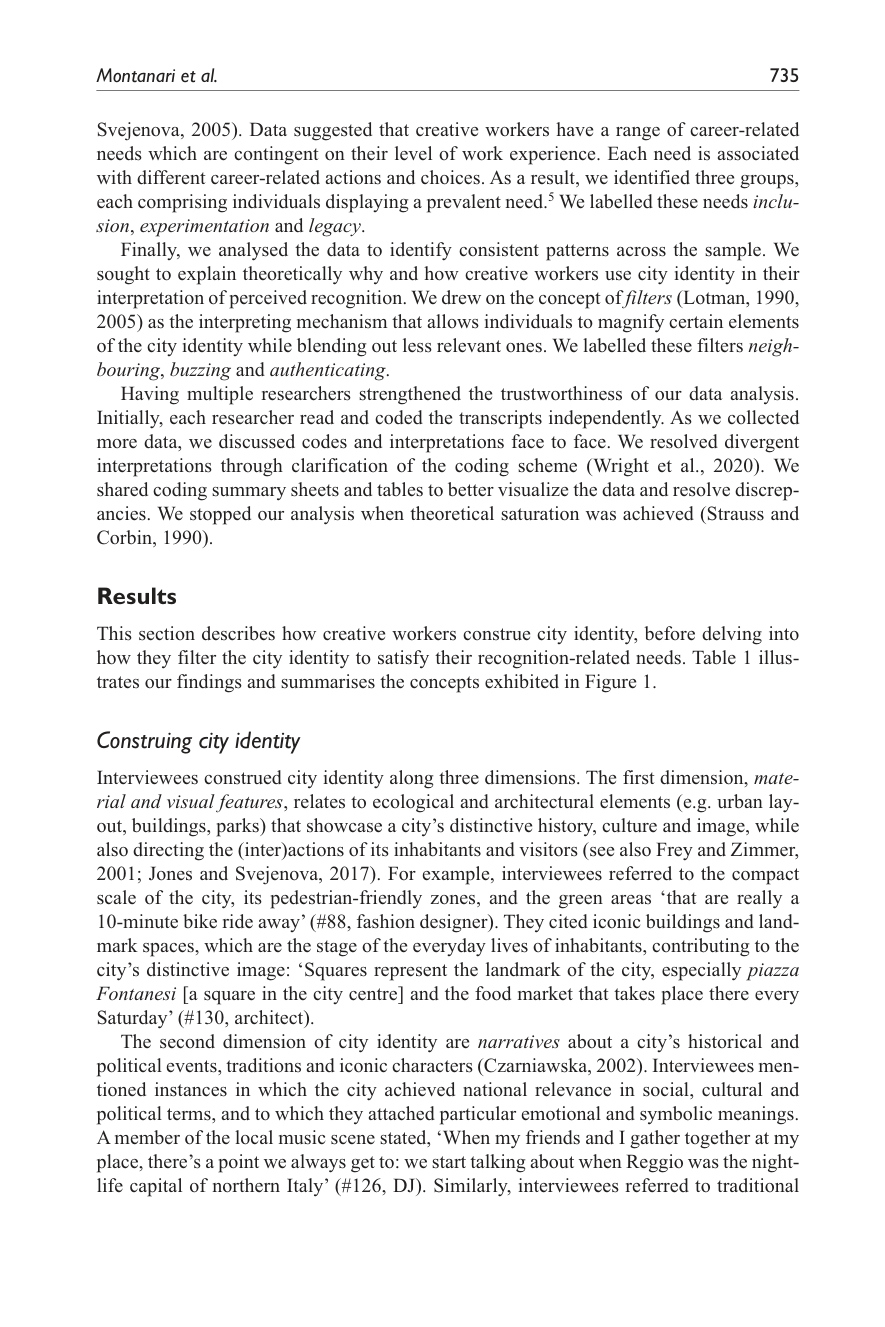 Montanari et al. 735
Svejenova, 2005). Data suggested that creative workers have a range of career-related
needs which are contingent on their level of work experience. Each need is associated
with different career-related actions and choices. As a result, we identified three groups,
each comprising individuals displaying a prevalent need.5 We labelled these needs inclu-
sion, experimentation and legacy.
Finally, we analysed the data to identify consistent patterns across the sample. We
sought to explain theoretically why and how creative workers use city identity in their
interpretation of perceived recognition. We drew on the concept of filters (Lotman, 1990,
2005) as the interpreting mechanism that allows individuals to magnify certain elements
of the city identity while blending out less relevant ones. We labelled these filters neigh-
bouring, buzzing and authenticating.
Having multiple researchers strengthened the trustworthiness of our data analysis.
Initially, each researcher read and coded the transcripts independently. As we collected
more data, we discussed codes and interpretations face to face. We resolved divergent
interpretations through clarification of the coding scheme (Wright et al., 2020). We
shared coding summary sheets and tables to better visualize the data and resolve discrep-
ancies. We stopped our analysis when theoretical saturation was achieved (Strauss and
Corbin, 1990).
Results
This section describes how creative workers construe city identity, before delving into
how they filter the city identity to satisfy their recognition-related needs. Table 1 illus-
trates our findings and summarises the concepts exhibited in Figure 1.
Construing city identity
Interviewees construed city identity along three dimensions. The first dimension, mate-
rial and visual features, relates to ecological and architectural elements (e.g. urban lay-
out, buildings, parks) that showcase a city’s distinctive history, culture and image, while
also directing the (inter)actions of its inhabitants and visitors (see also Frey and Zimmer,
2001; Jones and Svejenova, 2017). For example, interviewees referred to the compact
scale of the city, its pedestrian-friendly zones, and the green areas ‘that are really a
10-minute bike ride away’ (#88, fashion designer). They cited iconic buildings and land-
mark spaces, which are the stage of the everyday lives of inhabitants, contributing to the
city’s distinctive image: ‘Squares represent the landmark of the city, especially piazza
Fontanesi [a square in the city centre] and the food market that takes place there every
Saturday’ (#130, architect).
The second dimension of city identity are narratives about a city’s historical and
political events, traditions and iconic characters (Czarniawska, 2002). Interviewees men-
tioned instances in which the city achieved national relevance in social, cultural and
political terms, and to which they attached particular emotional and symbolic meanings.
A member of the local music scene stated, ‘When my friends and I gather together at my
place, there’s a point we always get to: we start talking about when Reggio was the night-
life capital of northern Italy’ (#126, DJ). Similarly, interviewees referred to traditional